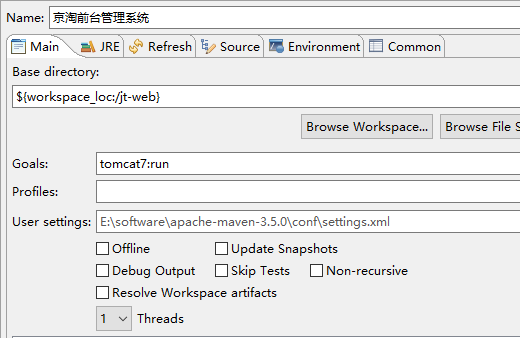 Name: 京淘前台管理系统
Main JRE Refresh Source Environment Common
Base directory:
${workspace_loc:/jt-web}
Browse Workspace... Browse File S
Goals: tomcat7:run
Profiles:
User settings: E:\software\apache-maven-3.5.0\conf\settings.xml
Offline Update Snapshots
Debug Output Skip Tests Non-recursive
Resolve Workspace artifacts
1 Threads